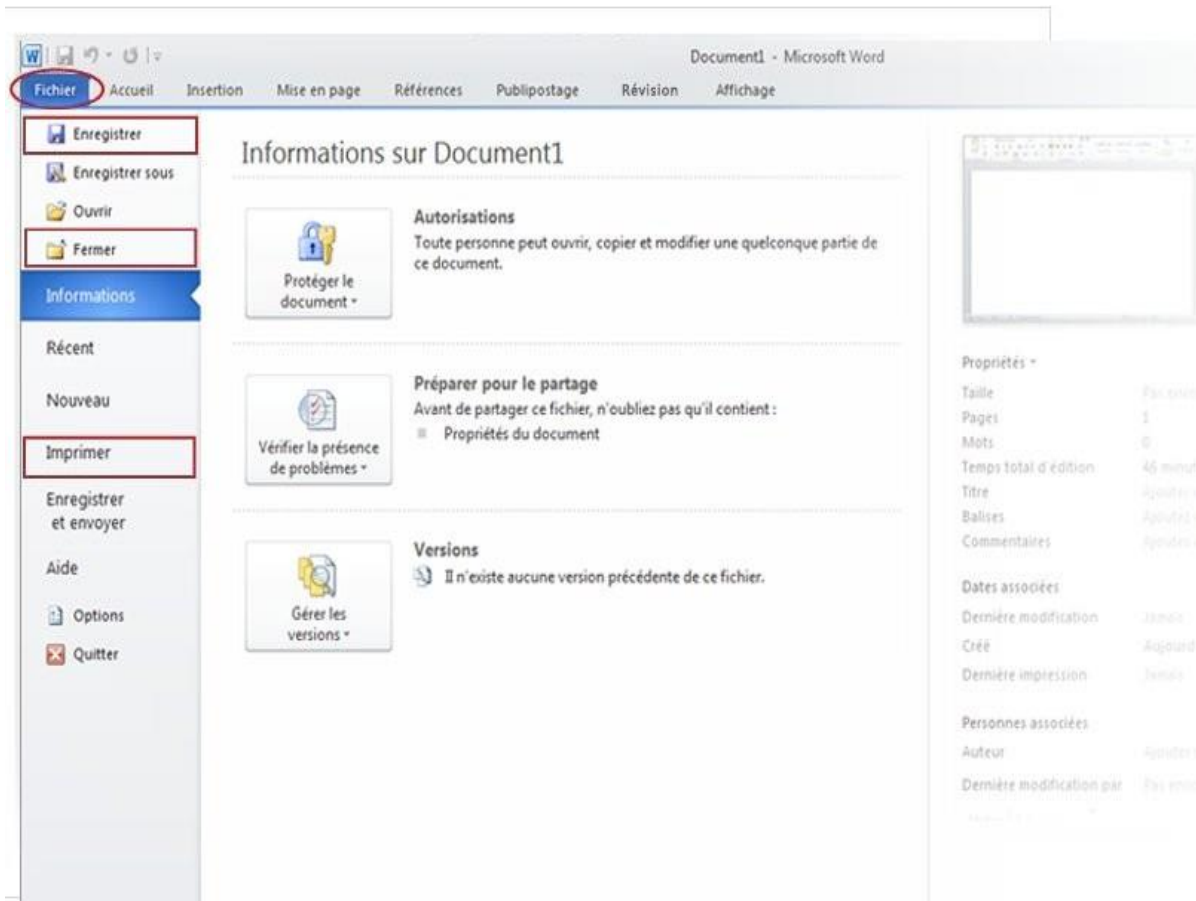 Document1 - Microsoft Word
Fichier Accueil Insertion Mise en page Références Publipostage Révision Affichage
Enregistrer
Enregistrer sous
Ouvrir
Fermer
Informations
Récent
Nouveau
Imprimer
Enregistrer
et envoyer
Aide
Options
Quitter
Informations sur Document1
Protéger le
document
Autorisations
Toute personne peut ouvrir, copier et modifier une quelconque partie de
ce document.
Vérifier la présence
de problèmes
Préparer pour le partage
Avant de partager ce fichier, n'oubliez pas qu'il contient :
Propriétés du document
Gérer les
versions
Versions
Il n'existe aucune version précédente de ce fichier.
Propriétés
Taille
Pages 1
Mots 0
Temps total d'édition 46
Titre
Balises
Commentaires
Dates associées
Dernière modification Jamais
Créé
Dernière impression Jamais
Personnes associées
Auteur
Dernière modification par